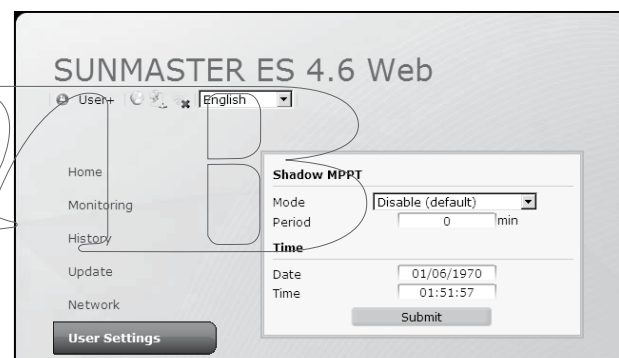 SUNMASTER ES 4.6 Web
User+ English
Home
Monitoring
History
Update
Network
User Settings
Shadow MPPT
Mode Disable (default)
Period 0 min
Time
Date 01/06/1970
Time 01:51:57
Submit